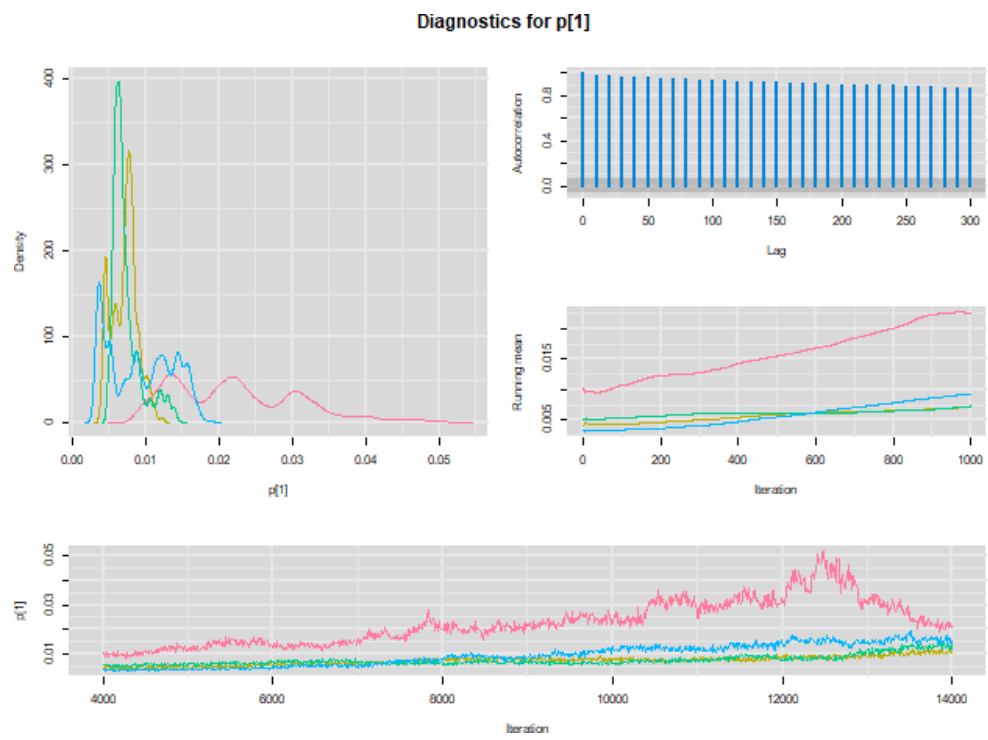 Diagnostics for p[1]
400
300
200
100
0
Density
0.00 0.01 0.02 0.03 0.04 0.05
p[1]
0.8
0.4
0.0
Autocorrelation
0 50 100 150 200 250 300
Lag
0.015
0.005
Running mean
0 200 400 600 800 1000
Iteration
0.05
0.03
0.01
p[1]
4000 6000 8000 10000 12000 14000
Iteration